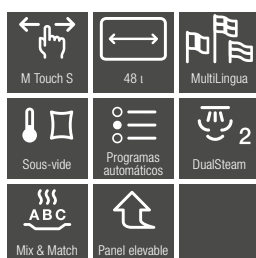 M Touch S
48 ι
MultiLingua
Sous-vide
Programas
automáticos
2
DualSteam
ABC
Mix & Match
Panel elevable